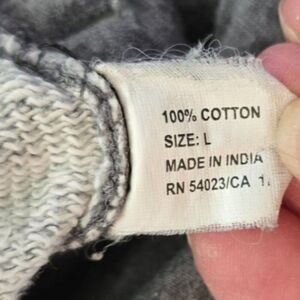 100% COTTON
SIZE: L
MADE IN INDIA
RN 54023/CA